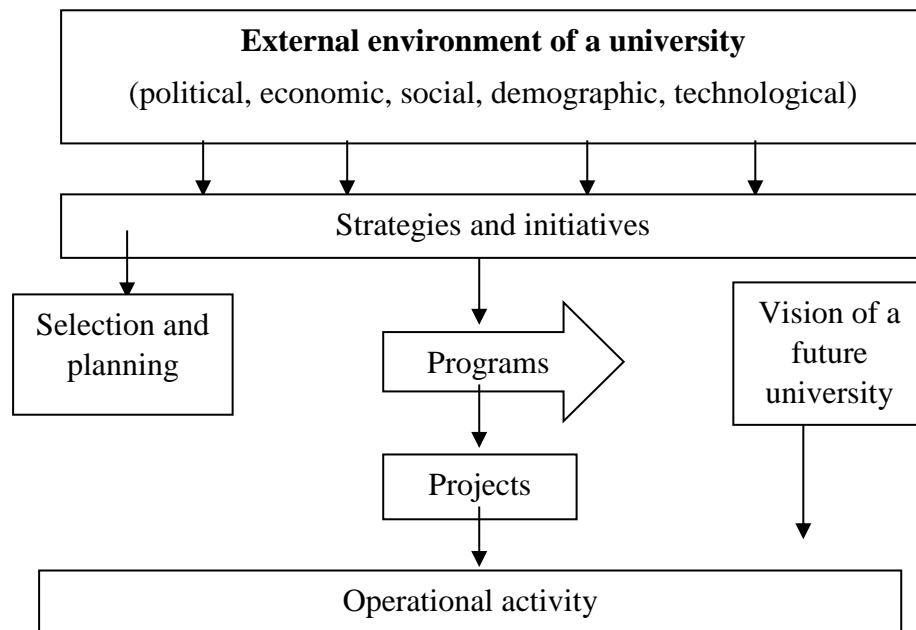 External environment of a university
(political, economic, social, demographic, technological)
Strategies and initiatives
Selection and
planning
Programs
Vision of a
future
university
Projects
Operational activity